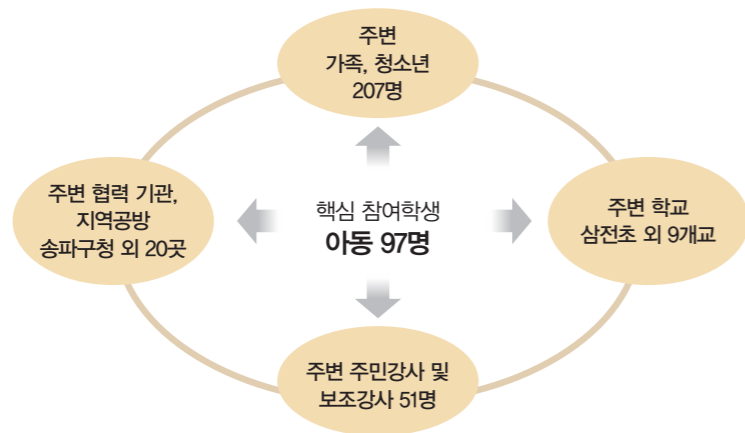 주변
가족, 청소년
207명
주변 협력 기관,
지역공방
송파구청 외 20곳
핵심 참여학생
아동 97명
주변 학교
삼전초 외 9개교
주변 주민강사 및
보조강사 51명